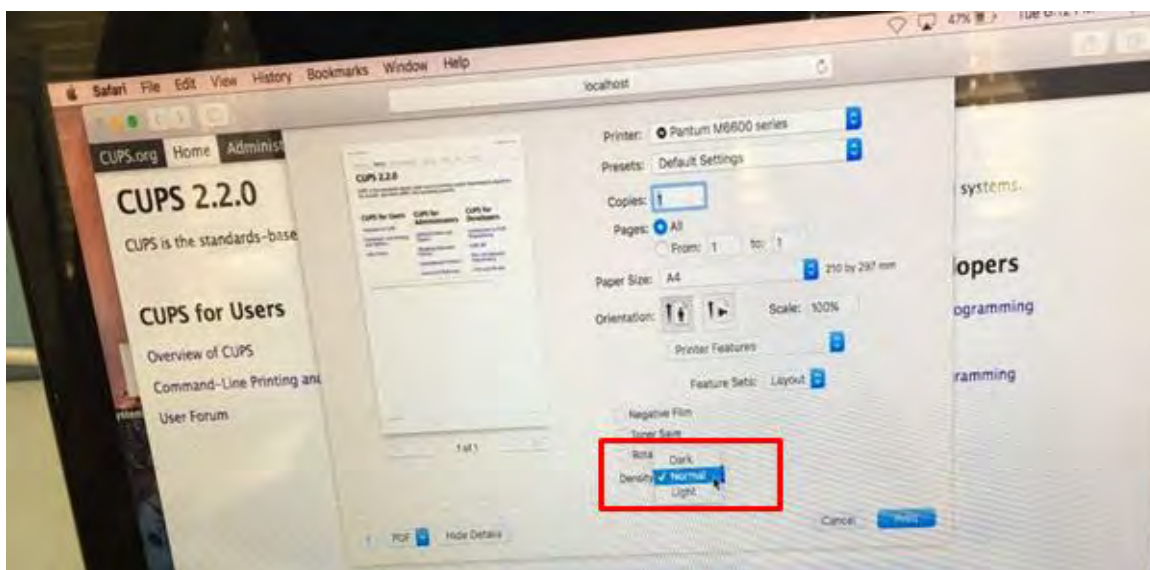 47%
Safari File Edit View History Bookmarks Window Help
localhost
CUPS.org Home Adminis
CUPS 2.2.0
CUPS is the standards-base
CUPS for Users
Overview of CUPS
Command-Line Printing and
User Forum
CUPS 2.2.0
CUPS for Users
CUPS for Administrators
CUPS for Developers
1 of 1
Printer: Pantum M6600 series
Presets: Default Settings
Copies: 1
Pages: All
From: 1 to: 1
Paper Size: A4 210 by 297 mm
Orientation: Scale: 100%
Printer Features
Feature Sets: Layout
Negative Film
Toner Save
Rota
Dark
Density ✓ Normal
Light
PDF Hide Details Cancel Print
systems.
lopers
ogramming
ramming